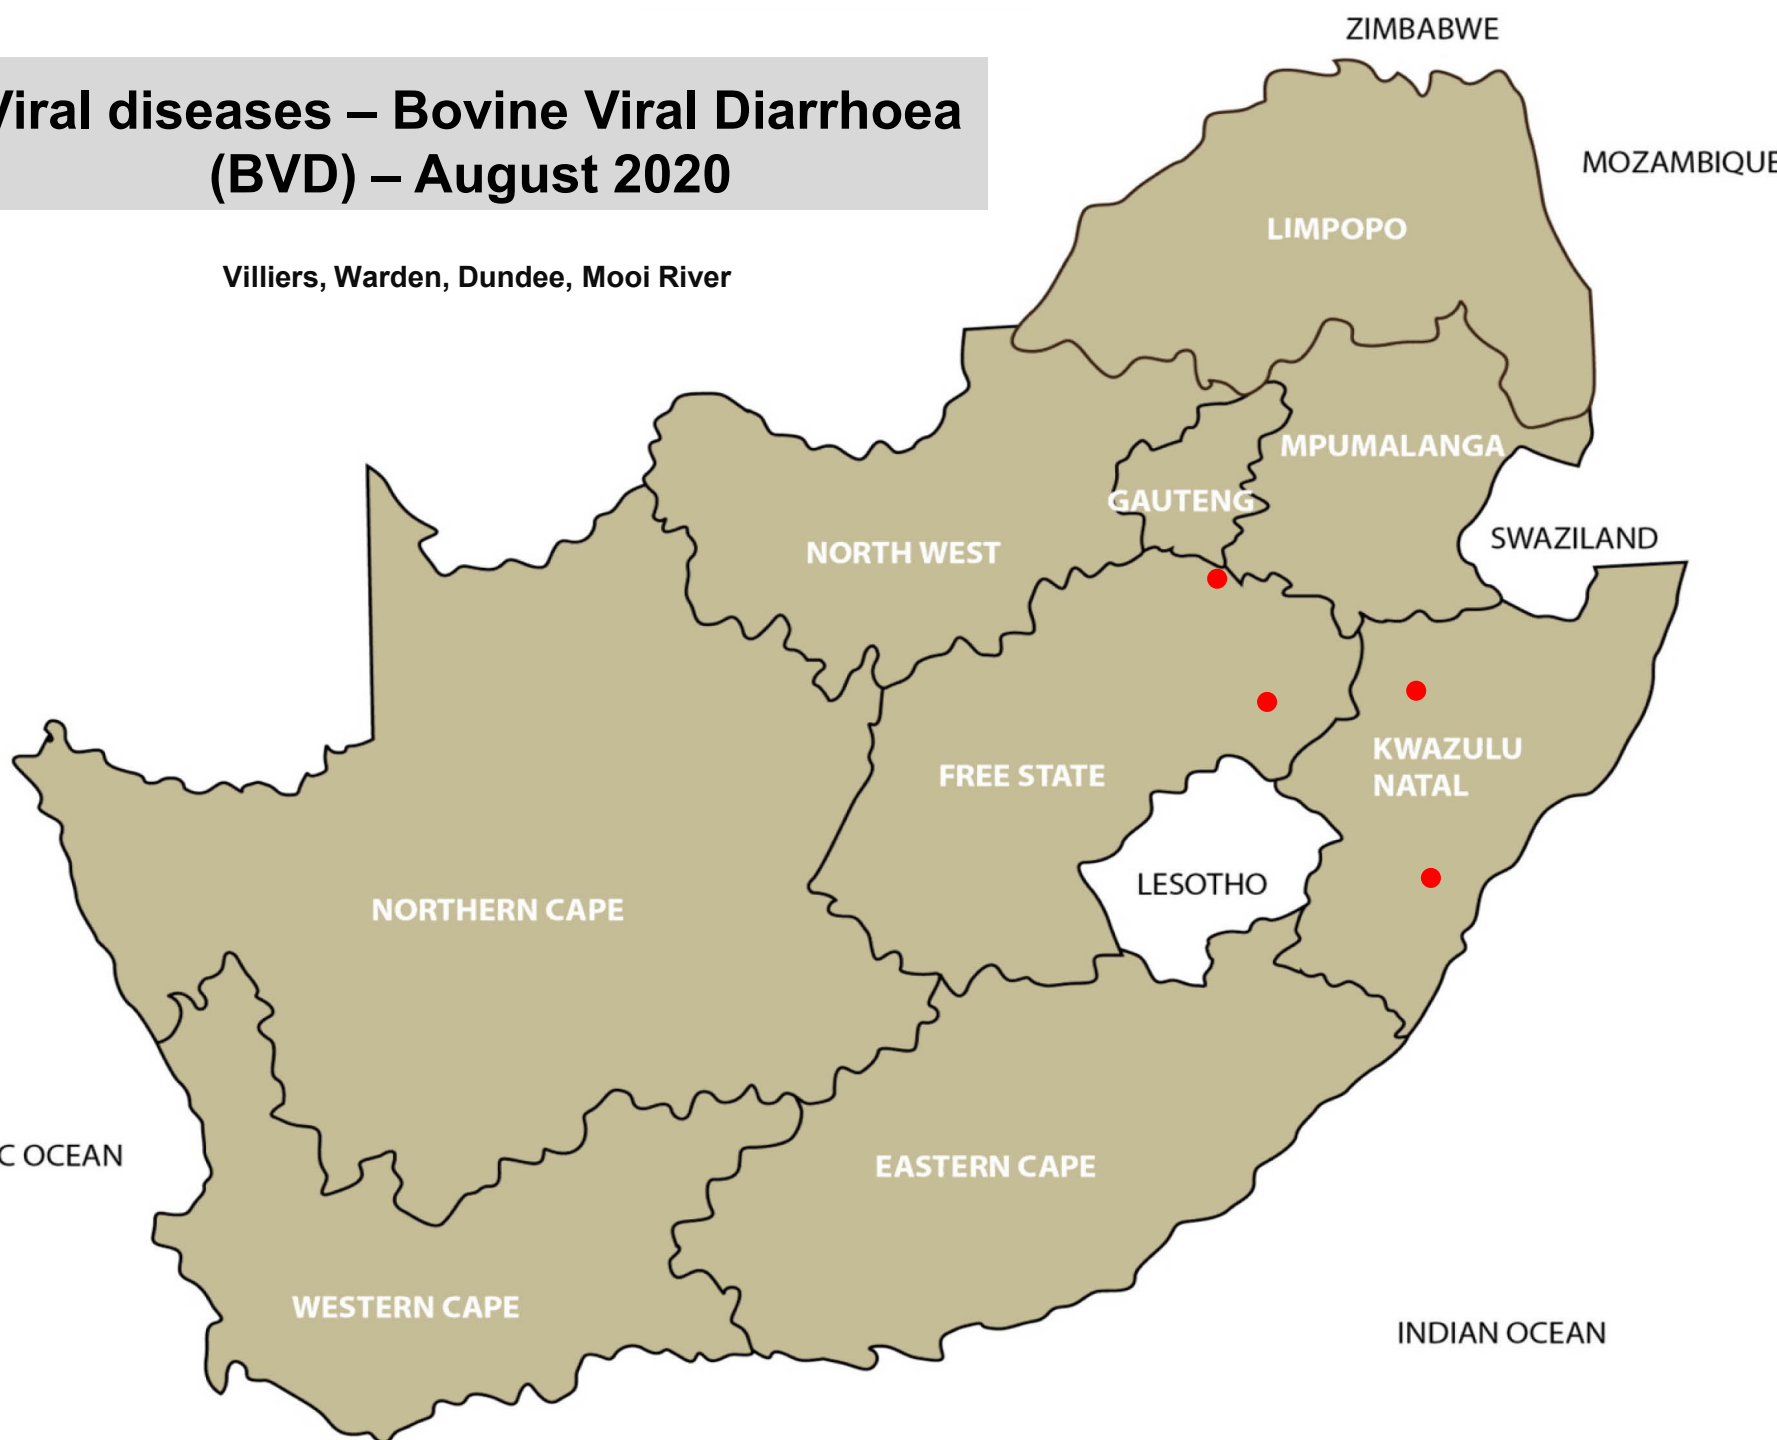 ZIMBABWE
Viral diseases – Bovine Viral Diarrhoea
(BVD) – August 2020
MOZAMBIQUE
LIMPOPO
Villiers, Warden, Dundee, Mooi River
MPUMALANGA
GAUTENG
SWAZILAND
NORTH WEST
KWAZULU
NATAL
FREE STATE
LESOTHO
NORTHERN CAPE
C OCEAN
EASTERN CAPE
WESTERN CAPE
INDIAN OCEAN